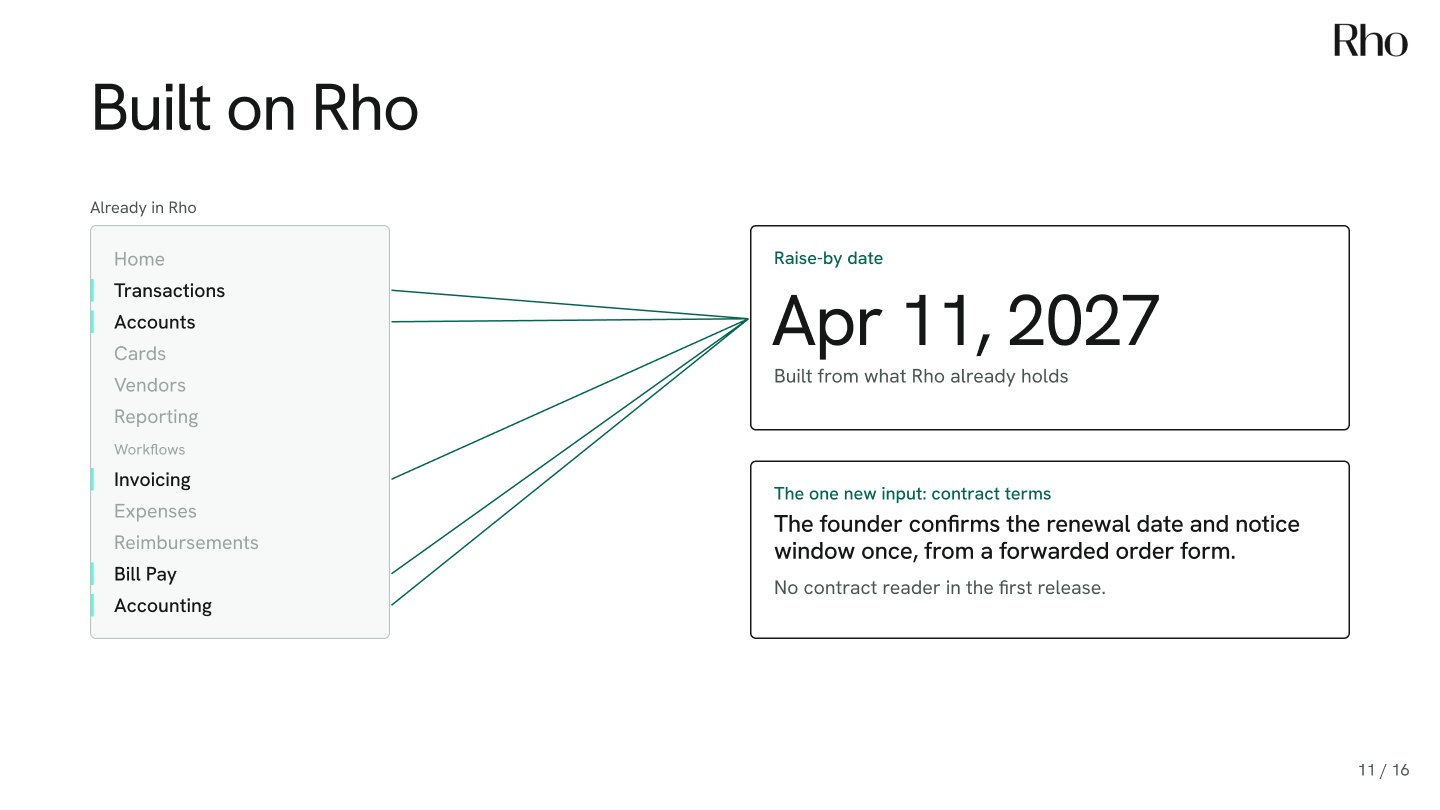 Rho
Built on Rho
Already in Rho
Home
Transactions
Accounts
Cards
Vendors
Reporting
Workflows
Invoicing
Expenses
Reimbursements
Bill Pay
Accounting
Raise-by date
Apr 11, 2027
Built from what Rho already holds
The one new input: contract terms
The founder confirms the renewal date and notice
window once, from a forwarded order form.
No contract reader in the first release.
11 / 16